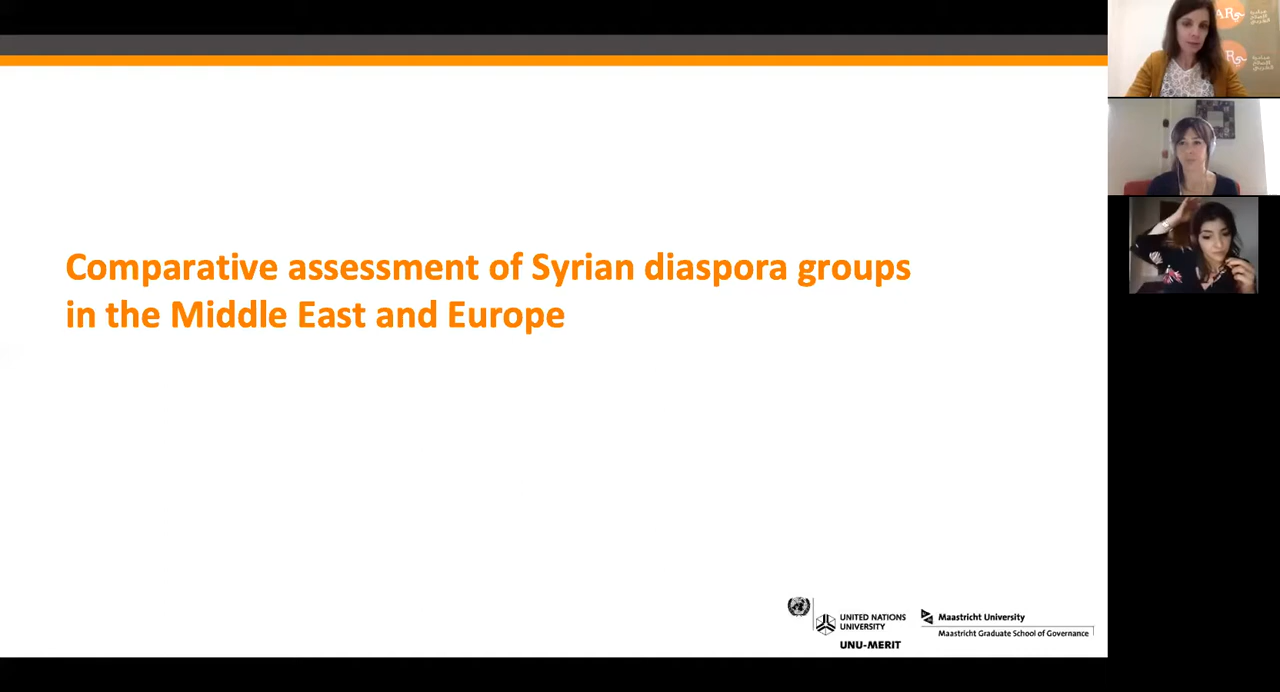 Comparative assessment of Syrian diaspora groups
in the Middle East and Europe
UNITED NATIONS
UNIVERSITY
UNU-MERIT
Maastricht University
Maastricht Graduate School of Governance